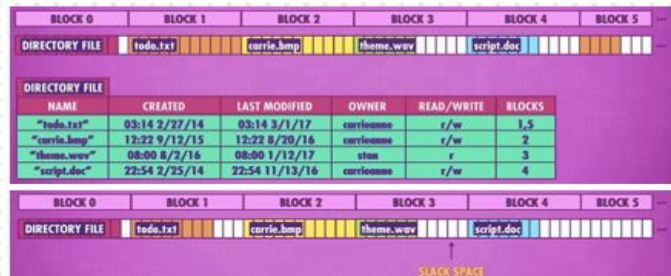 BLOCK 0 BLOCK 1 BLOCK 2 BLOCK 3 BLOCK 4 BLOCK 5
DIRECTORY FILE todo.txt carrie.bmp theme.wav script.doc
DIRECTORY FILE
NAME CREATED LAST MODIFIED OWNER READ/WRITE BLOCKS
"todo.txt" 03:14 2/27/14 03:14 3/1/17 carrieanne r/w 1,5
"carrie.bmp" 12:22 9/12/15 12:22 8/20/16 carrieanne r/w 2
"theme.wav" 08:00 8/2/16 08:00 1/12/17 stan r 3
"script.doc" 22:54 2/25/14 22:54 11/13/16 carrieanne r/w 4
BLOCK 0 BLOCK 1 BLOCK 2 BLOCK 3 BLOCK 4 BLOCK 5
DIRECTORY FILE todo.txt carrie.bmp theme.wav script.doc
SLACK SPACE